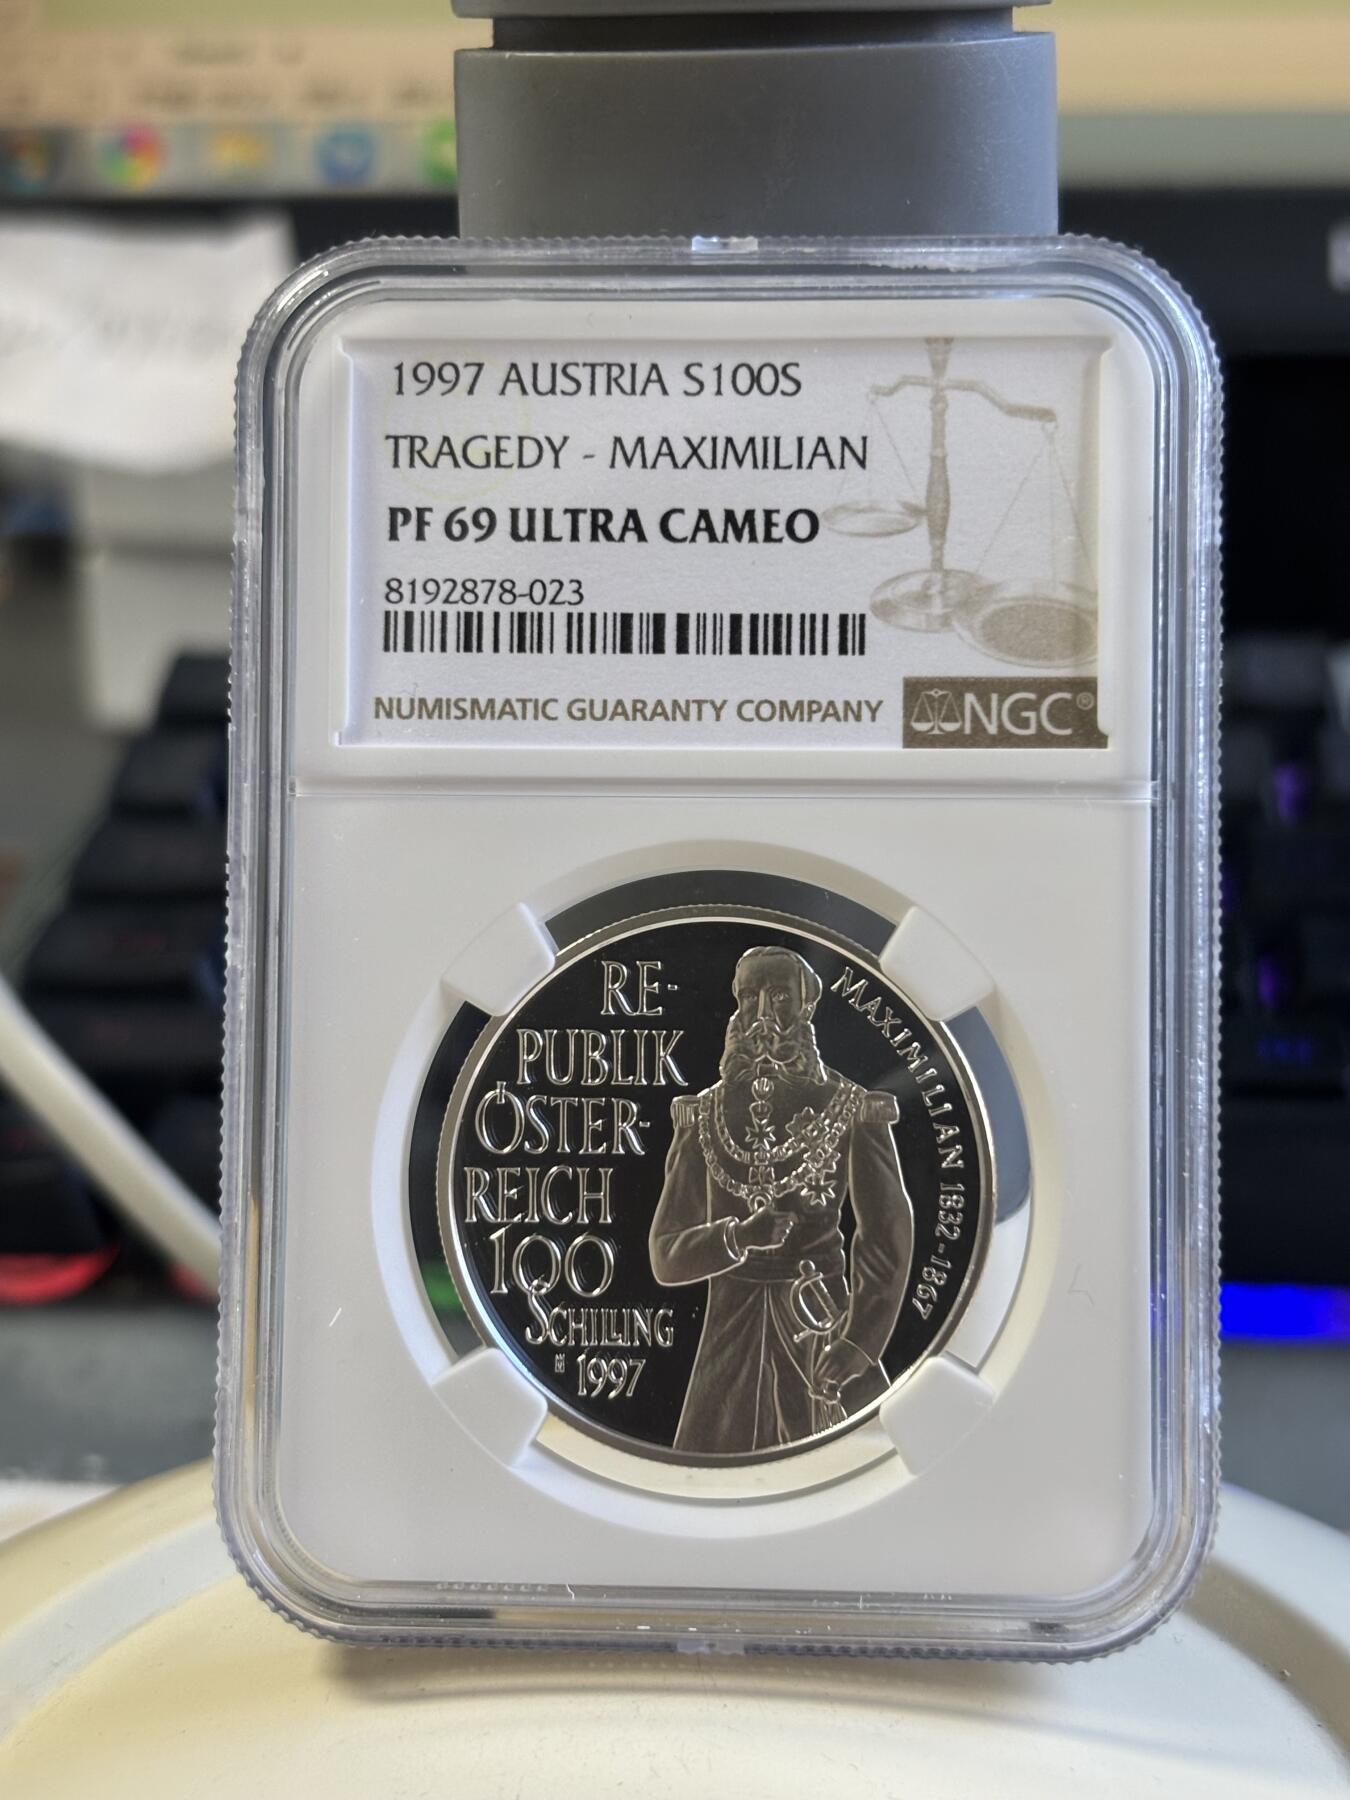 1997 AUSTRIA S100S
TRAGEDY - MAXIMILIAN
PF 69 ULTRA CAMEO
8192878-023
NUMISMATIC GUARANTY COMPANY
NGC®
RE-
PUBLIK
ÖSTER-
REICH
100
SCHILLING
1997
MAXIMILIAN 1832-1867